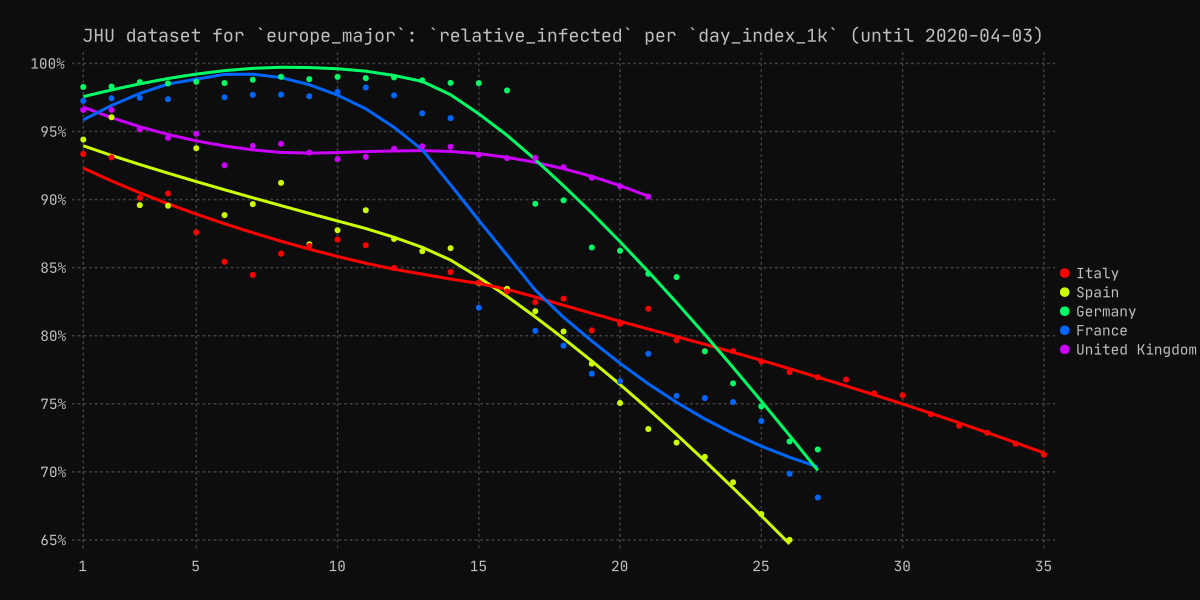 JHU dataset for `europe_major`: `relative_infected` per `day_index_1k` (until 2020-04-03)
100%
95%
90%
85%
80%
75%
70%
65%
1 5 10 15 20 25 30 35
Italy
Spain
Germany
France
United Kingdom